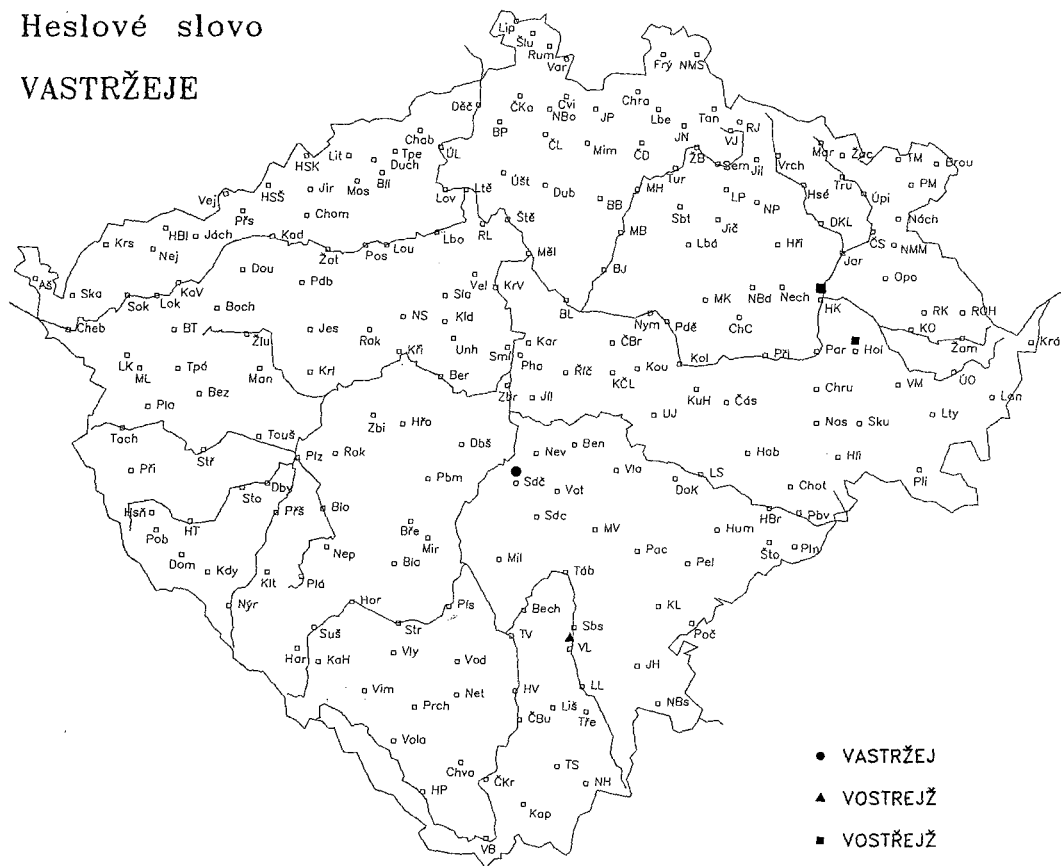 Heslové slovo
VASTRŽEJE
Lip
Šlu
Rum
Var
Frý NMS
Děč
ČKa
Cvi
NBo
JP
Chra
Lbe
Tan
RJ
VJ
BP
ČL
Mim
ČD
JN
ŽB
Sem
Jil
Vrch
Mar
Žac
TM
Brou
HSK
Lit
Chab
Tpe
Duch
ÚL
Bíl
Mos
Vej
HSŠ
Jir
Lov
Ltě
Úšt
Dub
BB
MH
Tur
LP
NP
Hsé
Tru
Úpi
PM
Přs
Chom
HBl
Jách
Kad
Krs
Nej
Žat
Pos
Lou
Lbo
RL
Ště
Měl
MB
Sbt
Jič
Lbá
Hři
DKL
ČS
Nách
NMM
Jar
Aš
Ska
Sok
Lok
KaV
Dou
Pdb
Sla
Vel
KrV
BL
BJ
MK
NBd
Nech
HK
Opo
Cheb
BT
Boch
Žlu
Jes
Rak
NS
Kld
Unh
Smí
Kar
Nym
Pdě
ChC
RK
ROH
KO
Žam
Krá
LK
ML
Tpá
Man
Krl
Kři
Ber
Pha
Říč
ČBr
KČL
Kou
Kol
Při
Par
Hol
ÚO
Pla
Bez
Zbr
Jíl
KuH
Čás
UJ
Chru
VM
Lan
Lty
Tach
Touš
Zbi
Hřo
Nas
Sku
Stř
Plz
Rok
Dbš
Nev
Ben
Vla
Hab
Hli
Při
Sto
Dby
Pbm
Sdč
Vot
DoK
LS
Chot
Pli
Hsň
HT
Přš
Blo
Bře
Mir
Sdc
MV
Hum
HBr
Pbv
Pob
Dom
Nep
Bla
Mil
Pac
Pel
Što
Pln
Kdy
Klt
Plá
Táb
Nýr
Hor
Pís
Bech
KL
Suš
Str
TV
Sbs
VL
Poč
Har
KaH
Vly
Vod
JH
Vim
Net
HV
LL
Prch
ČBu
Liš
Tře
NBs
Vola
Chva
ČKr
TS
NH
HP
Kap
VB
VASTRŽEJ
VOSTREJŽ
VOSTŘEJŽ